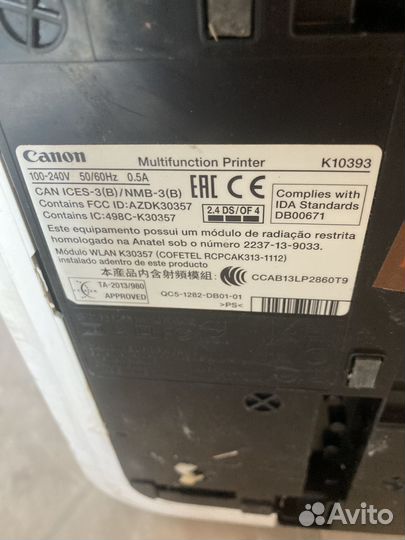 Canon Multifunction Printer K10393
100-240V 50/60Hz 0.5A
CAN ICES-3(B)/NMB-3(B)
Contains FCC ID:AZDK30357
Contains IC:498C-K30357
EAC CE
2.4 DS/OF 4
Complies with
IDA Standards
DB00671
Este equipamento possui um módulo de radiação restrita
homologado na Anatel sob o número 2237-13-9033.
Módulo WLAN K30357 (COFETEL RCPCAK313-1112)
instalado adentro de este producto
本産品内含射頻模組: CCAB13LP2860T9
TA-2013/980
APPROVED
QC5-1282-DB01-01
>PS<
Avito